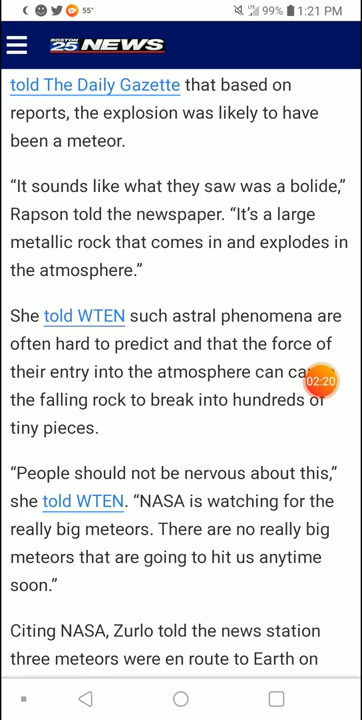 55°
LTE 99% 1:21 PM
BOSTON 25 NEWS
told The Daily Gazette that based on
reports, the explosion was likely to have
been a meteor.
“It sounds like what they saw was a bolide,”
Rapson told the newspaper. “It’s a large
metallic rock that comes in and explodes in
the atmosphere.”
She told WTEN such astral phenomena are
often hard to predict and that the force of
their entry into the atmosphere can
02:20
the falling rock to break into hundreds of
tiny pieces.
“People should not be nervous about this,”
she told WTEN. “NASA is watching for the
really big meteors. There are no really big
meteors that are going to hit us anytime
soon.”
Citing NASA, Zurlo told the news station
three meteors were en route to Earth on